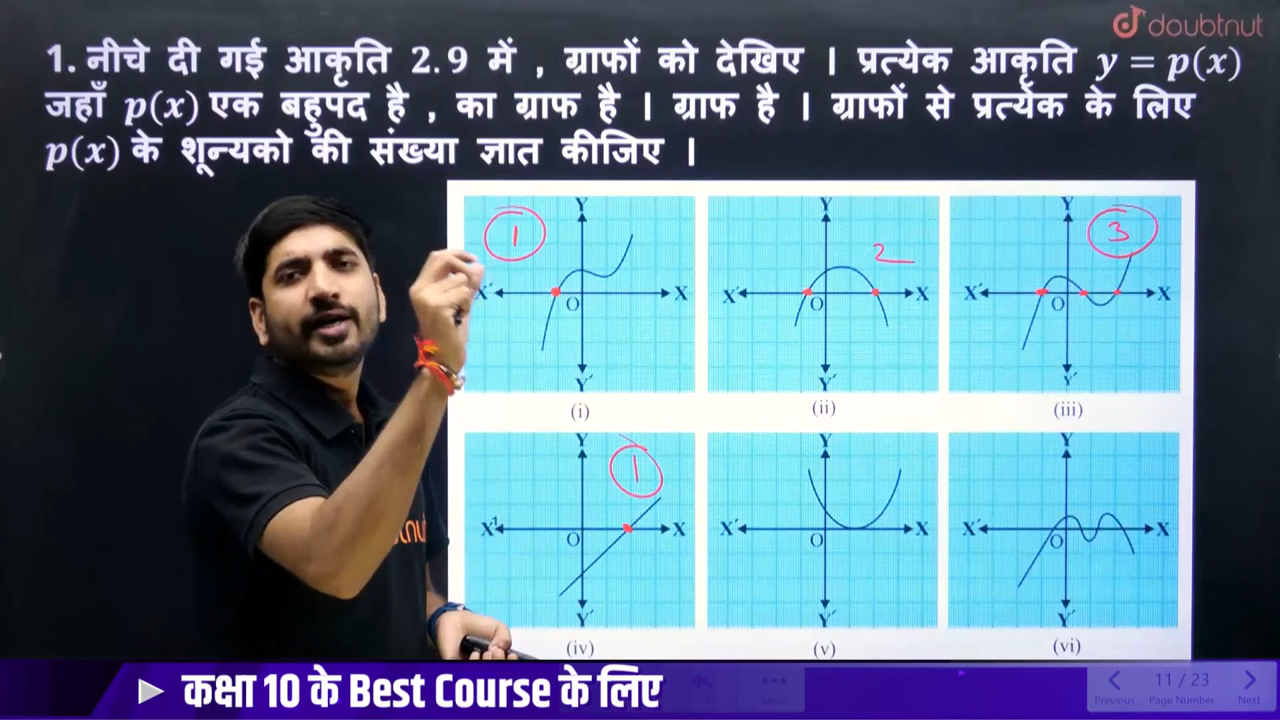 doubtnut
1. नीचे दी गई आकृति 2.9 में , ग्राफों को देखिए । प्रत्येक आकृति y = p(x)
जहाँ p(x) एक बहुपद है , का ग्राफ है । ग्राफ है । ग्राफों से प्रत्येक के लिए
p(x) के शून्यको की संख्या ज्ञात कीजिए ।
Y Y Y
1 2 3
X′ O X X′ O X X′ O X
Y′ Y′ Y′
(i) (ii) (iii)
Y Y Y
1
X′ O X X′ O X X′ O X
Y′ Y′ Y′
(iv) (v) (vi)
कक्षा 10 के Best Course के लिए
11 / 23
Previous Page Number Next